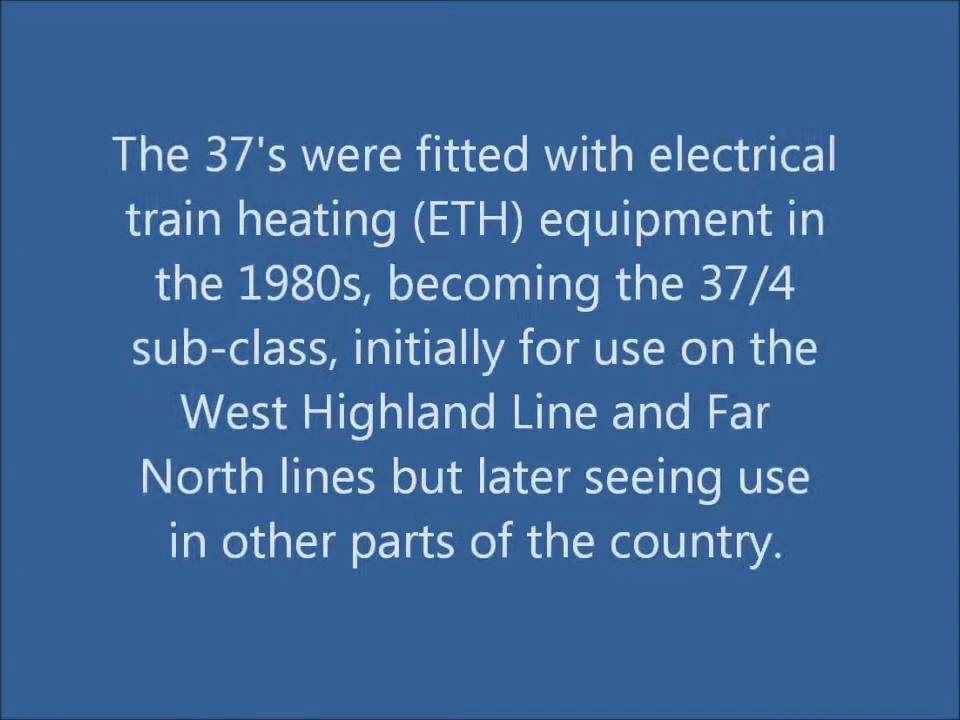 The 37's were fitted with electrical
train heating (ETH) equipment in
the 1980s, becoming the 37/4
sub-class, initially for use on the
West Highland Line and Far
North lines but later seeing use
in other parts of the country.